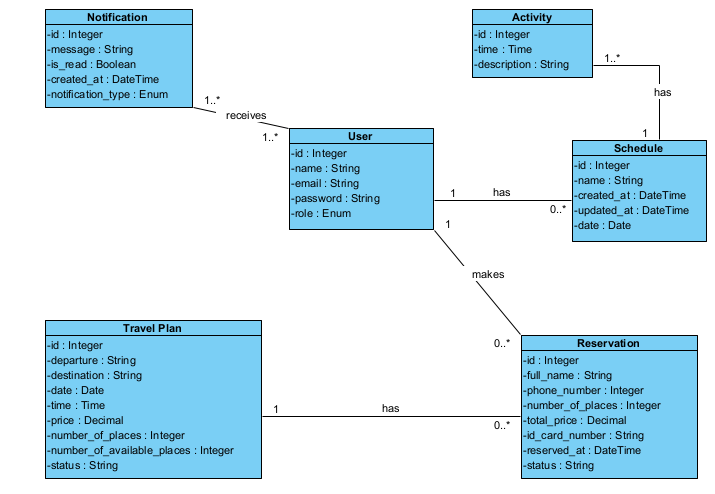 Notification
-id : Integer
-message : String
-is_read : Boolean
-created_at : DateTime
-notification_type : Enum
Activity
-id : Integer
-time : Time
-description : String
1..*
receives
1..*
1..*
has
1
User
-id : Integer
-name : String
-email : String
-password : String
-role : Enum
1
has
0..*
Schedule
-id : Integer
-name : String
-created_at : DateTime
-updated_at : DateTime
-date : Date
1
makes
0..*
Travel Plan
-id : Integer
-departure : String
-destination : String
-date : Date
-time : Time
-price : Decimal
-number_of_places : Integer
-number_of_available_places : Integer
-status : String
1
has
0..*
Reservation
-id : Integer
-full_name : String
-phone_number : Integer
-number_of_places : Integer
-total_price : Decimal
-id_card_number : String
-reserved_at : DateTime
-status : String